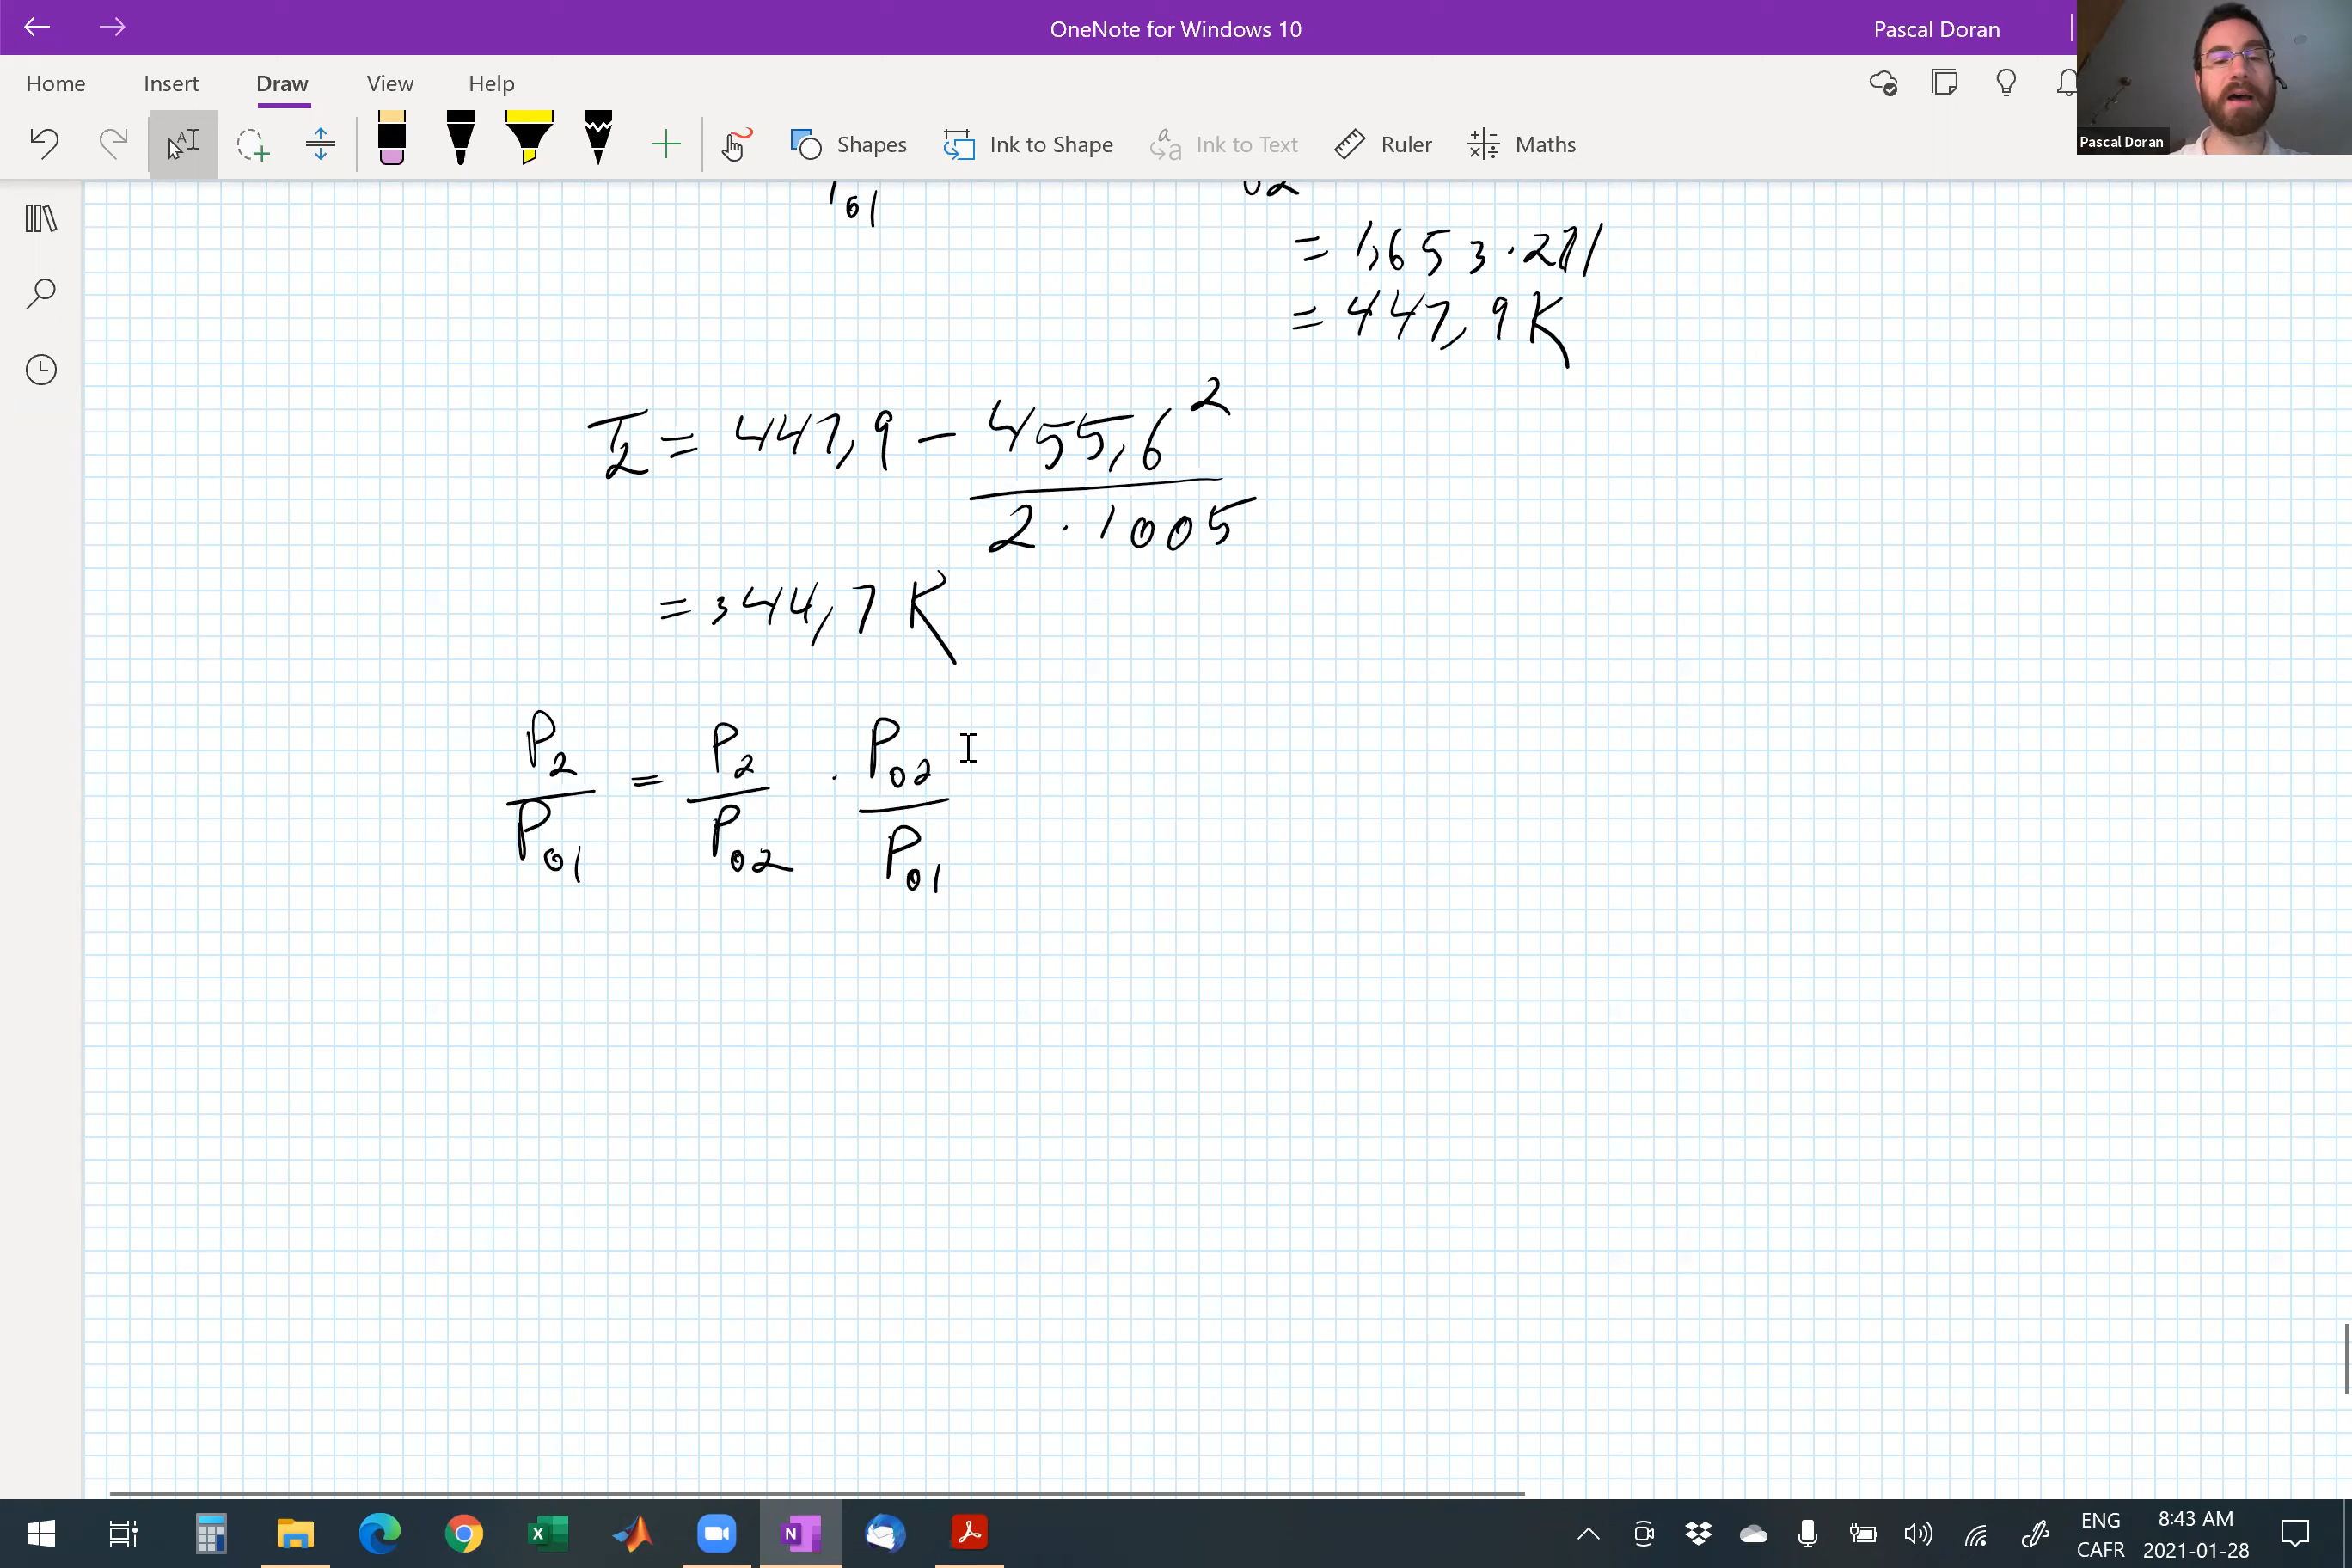 OneNote for Windows 10
Pascal Doran
Home Insert Draw View Help
Shapes Ink to Shape Ink to Text Ruler Maths
Pascal Doran
01
02
= 1,653·271
= 447,9 K
T2 = 447,9 - 455,6² / 2·1005
= 344,7 K
P2/P01 = P2/P02 · P02/P01
ENG 8:43 AM
CAFR 2021-01-28